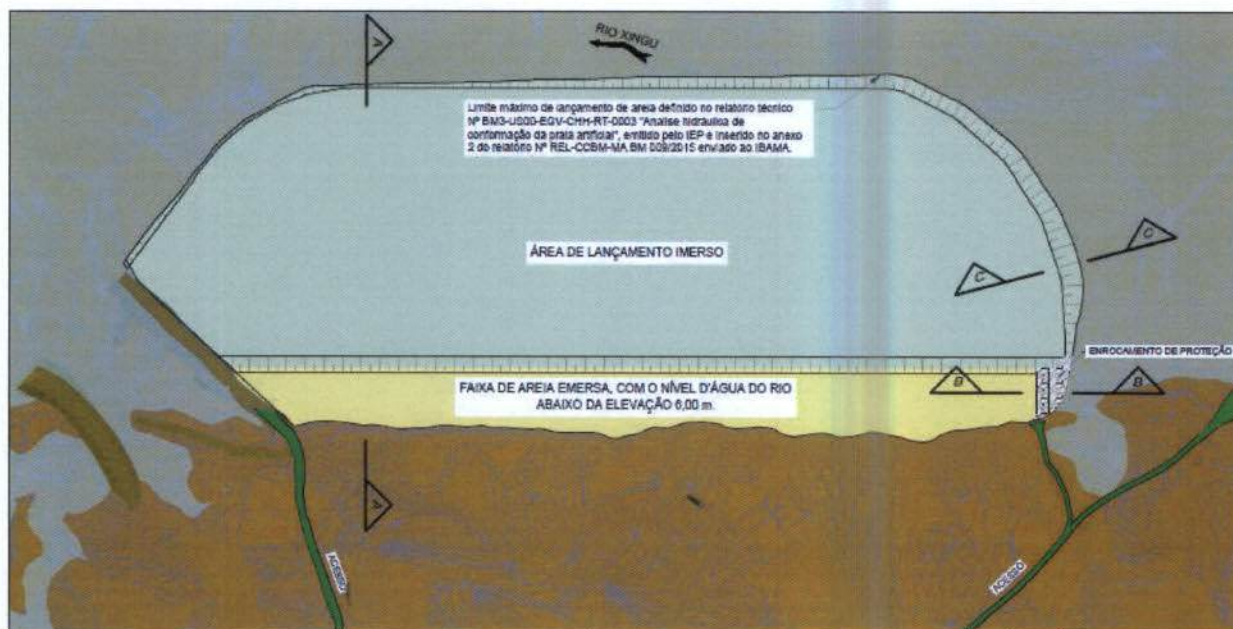 A
RIO XINGU
Limite máximo de lançamento de areia definido no relatório técnico
Nº BM3-US00-EGV-CHH-RT-0003 "Análise hidráulica de
conformação da praia artificial", emitido pelo IEP e inserido no anexo
2 do relatório Nº REL-CCBM-MA BM 009/2015 enviado ao IBAMA.
ÁREA DE LANÇAMENTO IMERSO
C
C
ENROCAMENTO DE PROTEÇÃO
FAIXA DE AREIA EMERSA, COM O NÍVEL D'ÁGUA DO RIO
ABAIXO DA ELEVAÇÃO 6,00 m.
B
B
A
ACESSO
ACESSO